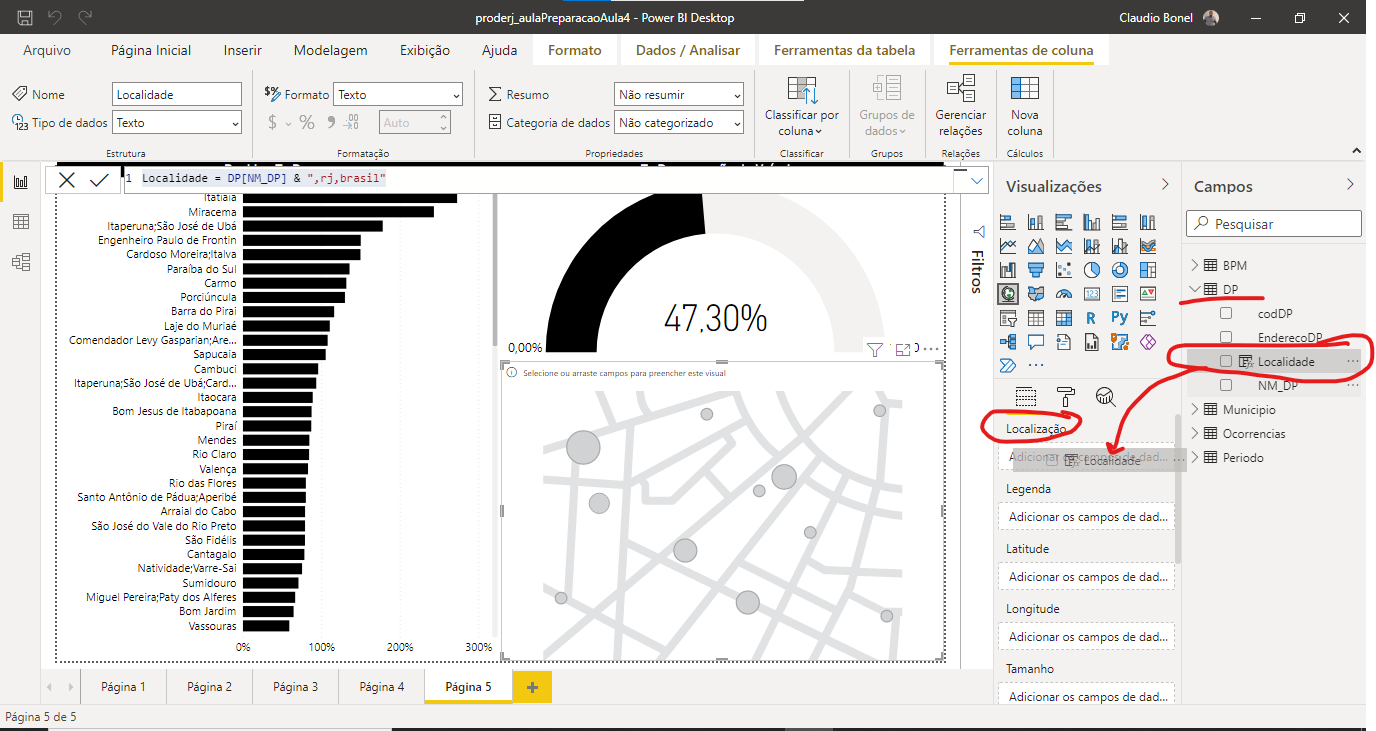 proderj_aulaPreparacaoAula4 - Power BI Desktop
Claudio Bonel
Arquivo
Página Inicial
Inserir
Modelagem
Exibição
Ajuda
Formato
Dados / Analisar
Ferramentas da tabela
Ferramentas de coluna
Nome
Localidade
Tipo de dados
Texto
Estrutura
Formato
Texto
$
%
Auto
Formatação
Resumo
Não resumir
Categoria de dados
Não categorizado
Propriedades
Classificar por
coluna
Classificar
Grupos de
dados
Grupos
Gerenciar
relações
Relações
Nova
coluna
Cálculos
1 Localidade = DP[NM_DP] & ",rj,brasil"
Itatiaia
Miracema
Itaperuna;São José de Ubá
Engenheiro Paulo de Frontin
Cardoso Moreira;Italva
Paraíba do Sul
Carmo
Porciúncula
Barra do Pirai
Laje do Muriaé
Comendador Levy Gasparian;Are...
Sapucaia
Cambuci
Itaperuna;São José de Ubá;Card...
Itaocara
Bom Jesus de Itabapoana
Piraí
Mendes
Rio Claro
Valença
Rio das Flores
Santo Antônio de Pádua;Aperibé
Arraial do Cabo
São José do Vale do Rio Preto
São Fidélis
Cantagalo
Natividade;Varre-Sai
Sumidouro
Miguel Pereira;Paty dos Alferes
Bom Jardim
Vassouras
0%
100%
200%
300%
47,30%
0,00%
Selecione ou arraste campos para preencher este visual
Filtros
Visualizações
R
Py
123
Localização
Adicionar os campos de dad...
Localidade
Legenda
Adicionar os campos de dad...
Latitude
Adicionar os campos de dad...
Longitude
Adicionar os campos de dad...
Tamanho
Adicionar os campos de dad...
Campos
Pesquisar
BPM
DP
codDP
EnderecoDP
Localidade
NM_DP
Municipio
Ocorrencias
Periodo
Página 1
Página 2
Página 3
Página 4
Página 5
+
Página 5 de 5